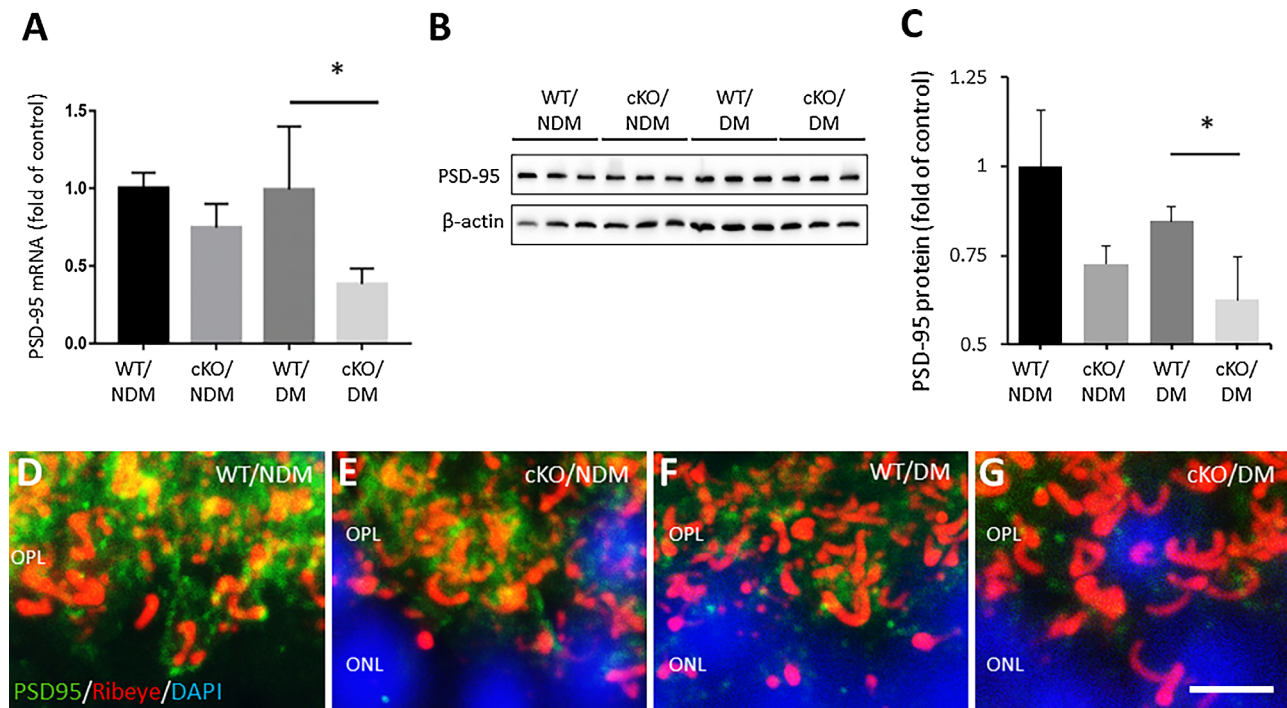 A
*
PSD-95 mRNA (fold of control)
1.5
1.0
0.5
0.0
WT/
NDM
cKO/
NDM
WT/
DM
cKO/
DM
B
WT/
NDM
cKO/
NDM
WT/
DM
cKO/
DM
PSD-95
β-actin
C
*
PSD-95 protein (fold of control)
1.25
1
0.75
0.5
WT/
NDM
cKO/
NDM
WT/
DM
cKO/
DM
D
WT/NDM
OPL
PSD95/Ribeye/DAPI
E
cKO/NDM
OPL
ONL
F
WT/DM
OPL
ONL
G
cKO/DM
OPL
ONL